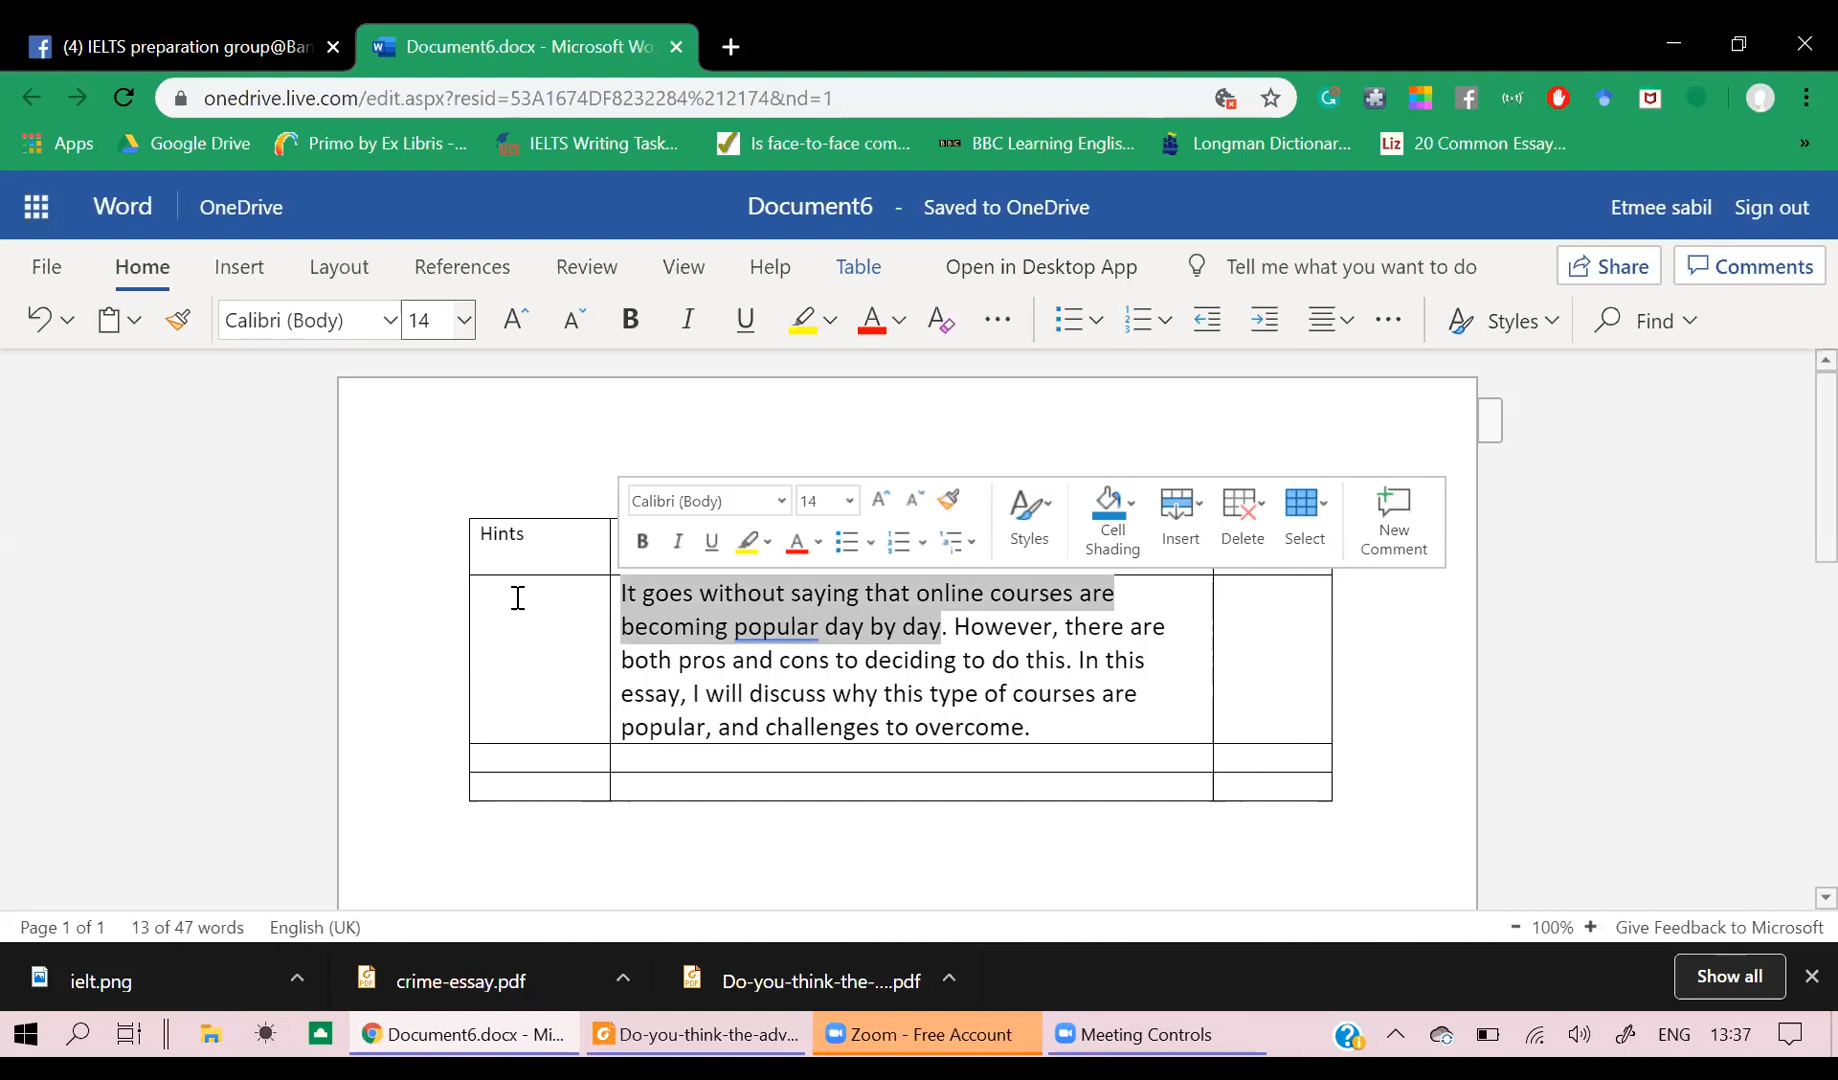 (4) IELTS preparation group@Ban
Document6.docx - Microsoft Wo
onedrive.live.com/edit.aspx?resid=53A1674DF8232284%212174&nd=1
Apps Google Drive Primo by Ex Libris -... IELTS Writing Task... Is face-to-face com... BBC BBC Learning Englis... Longman Dictionar... Liz 20 Common Essay... »
Word OneDrive Document6 - Saved to OneDrive Etmee sabil Sign out
File Home Insert Layout References Review View Help Table Open in Desktop App Tell me what you want to do Share Comments
Calibri (Body) 14 B I U A Styles Find
Calibri (Body) 14
B I U A Styles Cell Shading Insert Delete Select New Comment
Hints
It goes without saying that online courses are
becoming popular day by day. However, there are
both pros and cons to deciding to do this. In this
essay, I will discuss why this type of courses are
popular, and challenges to overcome.
Page 1 of 1 13 of 47 words English (UK) - 100% + Give Feedback to Microsoft
ielt.png crime-essay.pdf Do-you-think-the-....pdf Show all
Document6.docx - Mi... Do-you-think-the-adv... Zoom - Free Account Meeting Controls ENG 13:37